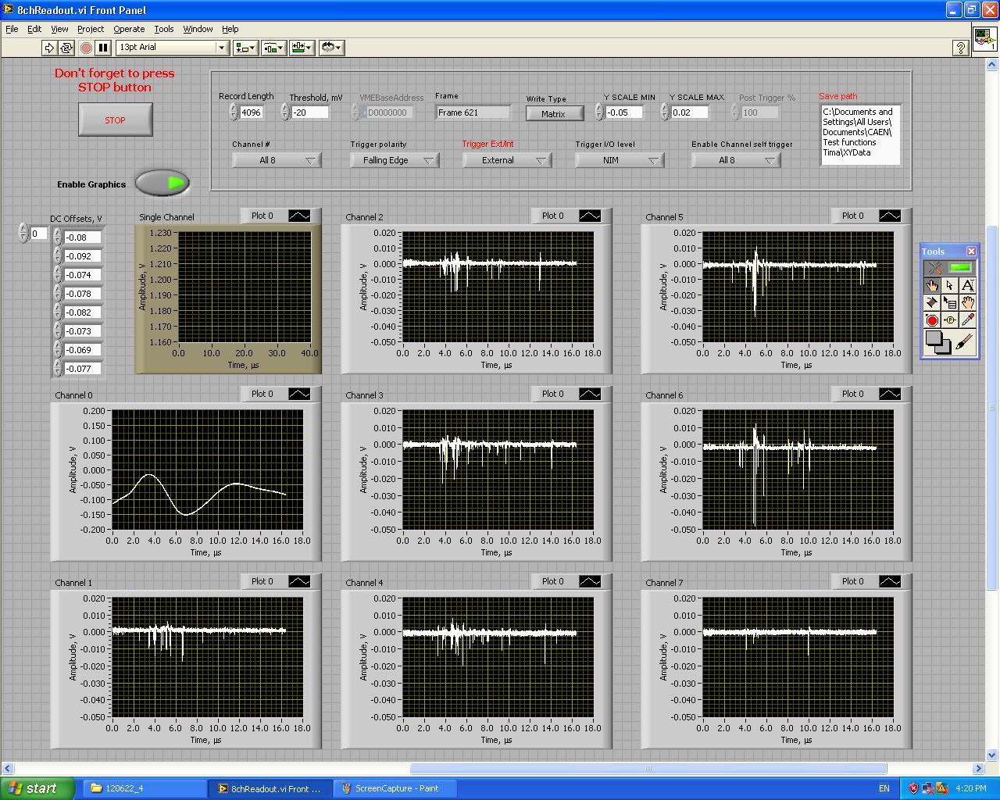 8chReadout.vi Front Panel
File Edit View Project Operate Tools Window Help
13pt Arial
1
Don't forget to press
STOP button
STOP
Enable Graphics
Record Length
4096
Threshold, mV
-20
VMEBaseAddress
D0000000
Frame
Frame 621
Write Type
Matrix
Y SCALE MIN
-0.05
Y SCALE MAX
0.02
Post Trigger %
100
Save path
C:\Documents and
Settings\All Users\
Documents\CAEN\
Test functions
Tima\XYData
Channel #
All 8
Trigger polarity
Falling Edge
Trigger Ext/Int
External
Trigger I/O level
NIM
Enable Channel self trigger
All 8
DC Offsets, V
0
-0.08
-0.092
-0.074
-0.078
-0.082
-0.073
-0.069
-0.077
Single Channel
Plot 0
Amplitude, V
1.230
1.210
1.200
1.190
1.180
1.170
1.160
0.0 10.0 20.0 30.0 40.0
Time, µs
Channel 2
Plot 0
Amplitude, V
0.020
0.010
0.000
-0.010
-0.020
-0.030
-0.040
-0.050
0.0 2.0 4.0 6.0 8.0 10.0 12.0 14.0 16.0 18.0
Time, µs
Channel 5
Plot 0
Amplitude, V
0.020
0.010
0.000
-0.010
-0.020
-0.030
-0.040
-0.050
0.0 2.0 4.0 6.0 8.0 10.0 12.0 14.0 16.0 18.0
Time, µs
Tools
Channel 0
Plot 0
Amplitude, V
0.200
0.150
0.100
0.050
0.000
-0.050
-0.100
-0.150
-0.200
0.0 2.0 4.0 6.0 8.0 10.0 12.0 14.0 16.0 18.0
Time, µs
Channel 3
Plot 0
Amplitude, V
0.020
0.010
0.000
-0.010
-0.020
-0.030
-0.040
-0.050
0.0 2.0 4.0 6.0 8.0 10.0 12.0 14.0 16.0 18.0
Time, µs
Channel 6
Plot 0
Amplitude, V
0.020
0.010
0.000
-0.010
-0.020
-0.030
-0.040
-0.050
0.0 2.0 4.0 6.0 8.0 10.0 12.0 14.0 16.0 18.0
Time, µs
Channel 1
Plot 0
Amplitude, V
0.020
0.010
0.000
-0.010
-0.020
-0.030
-0.040
-0.050
0.0 2.0 4.0 6.0 8.0 10.0 12.0 14.0 16.0 18.0
Time, µs
Channel 4
Plot 0
Amplitude, V
0.020
0.010
0.000
-0.010
-0.020
-0.030
-0.040
-0.050
0.0 2.0 4.0 6.0 8.0 10.0 12.0 14.0 16.0 18.0
Time, µs
Channel 7
Plot 0
Amplitude, V
0.020
0.010
0.000
-0.010
-0.020
-0.030
-0.040
-0.050
0.0 2.0 4.0 6.0 8.0 10.0 12.0 14.0 16.0 18.0
Time, µs
start 120622_4 8chReadout.vi Front ... ScreenCapture - Paint EN 4:20 PM